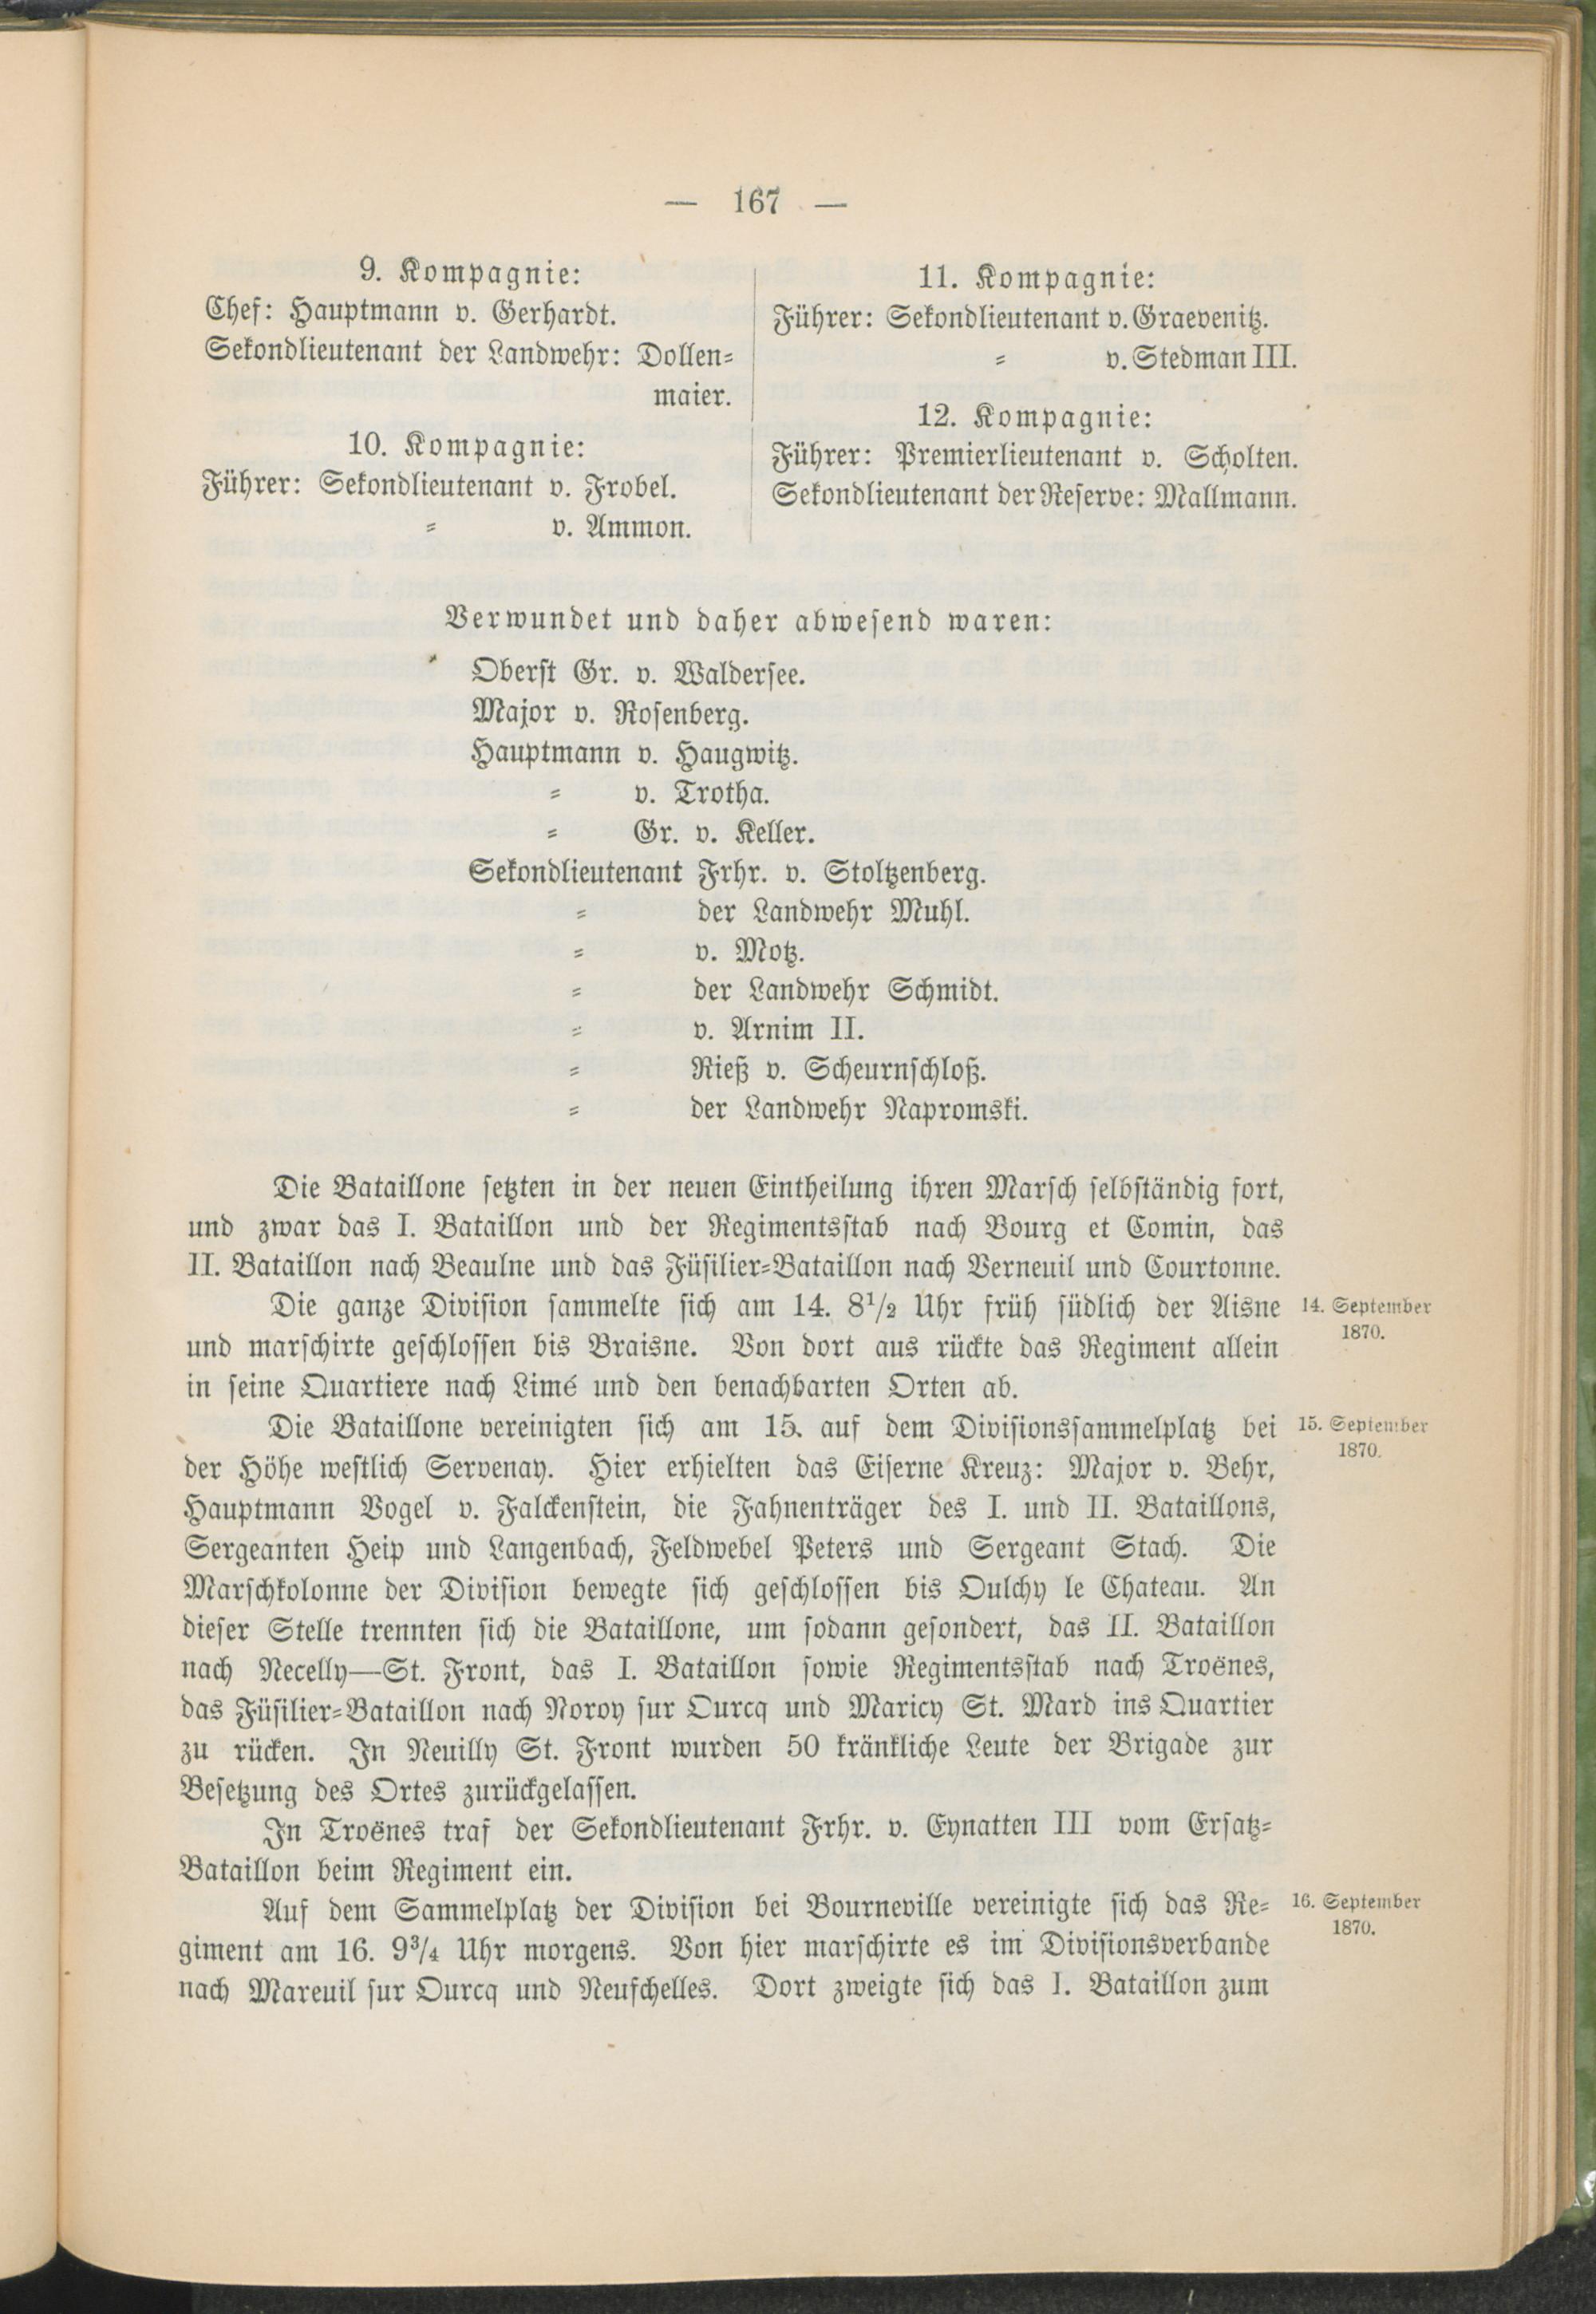 — 167 —
9. Kompagnie:
Chef: Hauptmann v. Gerhardt.
Sekondlieutenant der Landwehr: Dollen-
maier.
10. Kompagnie:
Führer: Sekondlieutenant v. Frobel.
" v. Ammon.
11. Kompagnie:
Führer: Sekondlieutenant v. Graevenitz.
" v. Stedman III.
12. Kompagnie:
Führer: Premierlieutenant v. Scholten.
Sekondlieutenant der Reserve: Mallmann.
Verwundet und daher abwesend waren:
Oberst Gr. v. Waldersee.
Major v. Rosenberg.
Hauptmann v. Haugwitz.
" v. Trotha.
" Gr. v. Keller.
Sekondlieutenant Frhr. v. Stoltzenberg.
" der Landwehr Muhl.
" v. Motz.
" der Landwehr Schmidt.
" v. Arnim II.
" Rieß v. Scheurnschloß.
" der Landwehr Napromski.
Die Bataillone setzten in der neuen Eintheilung ihren Marsch selbständig fort,
und zwar das I. Bataillon und der Regimentsstab nach Bourg et Comin, das
II. Bataillon nach Beaulne und das Füsilier-Bataillon nach Verneuil und Courtonne.
Die ganze Division sammelte sich am 14. 8½ Uhr früh südlich der Aisne
und marschirte geschlossen bis Braisne. Von dort aus rückte das Regiment allein
in seine Quartiere nach Limé und den benachbarten Orten ab.
14. September
1870.
Die Bataillone vereinigten sich am 15. auf dem Divisionssammelplatz bei
der Höhe westlich Servenay. Hier erhielten das Eiserne Kreuz: Major v. Behr,
Hauptmann Vogel v. Falckenstein, die Fahnenträger des I. und II. Bataillons,
Sergeanten Heip und Langenbach, Feldwebel Peters und Sergeant Stach. Die
Marschkolonne der Division bewegte sich geschlossen bis Oulchy le Chateau. An
dieser Stelle trennten sich die Bataillone, um sodann gesondert, das II. Bataillon
nach Necelly—St. Front, das I. Bataillon sowie Regimentsstab nach Troënes,
das Füsilier-Bataillon nach Noroy sur Ourcq und Maricy St. Mard ins Quartier
zu rücken. In Neuilly St. Front wurden 50 kränkliche Leute der Brigade zur
Besetzung des Ortes zurückgelassen.
15. September
1870.
In Troënes traf der Sekondlieutenant Frhr. v. Eynatten III vom Ersatz-
Bataillon beim Regiment ein.
Auf dem Sammelplatz der Division bei Bourneville vereinigte sich das Re-
giment am 16. 9¾ Uhr morgens. Von hier marschirte es im Divisionsverbande
nach Mareuil sur Ourcq und Neufchelles. Dort zweigte sich das I. Bataillon zum
16. September
1870.